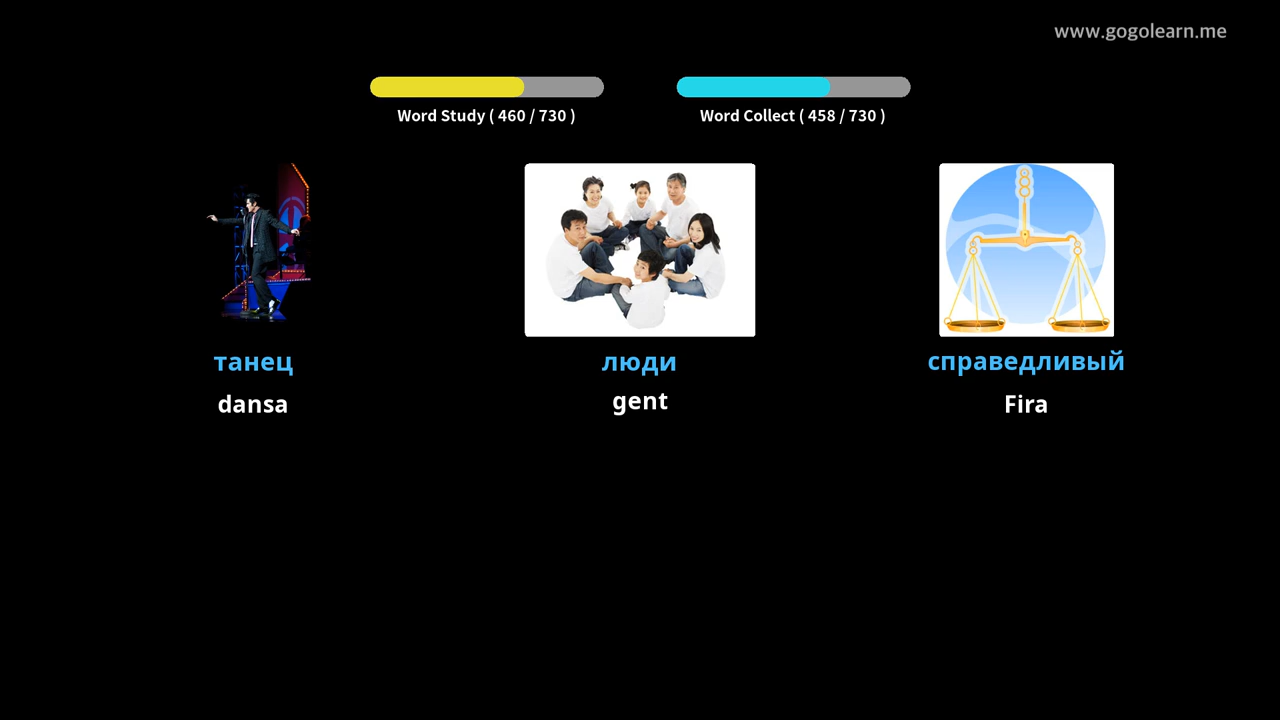 www.gogolearn.me
Word Study ( 460 / 730 )
Word Collect ( 458 / 730 )
танец
люди
справедливый
dansa
gent
Fira